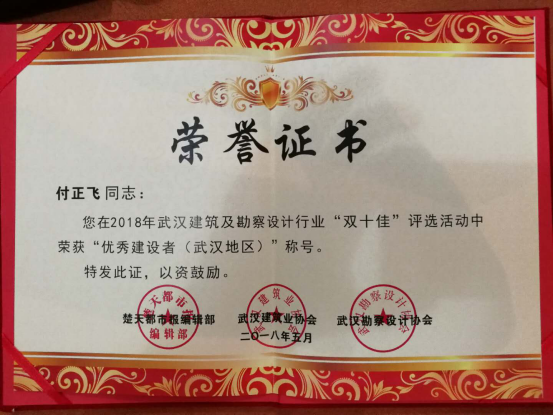 荣誉证书
付正飞同志：
您在2018年武汉建筑及勘察设计行业“双十佳”评选活动中
荣获“优秀建设者（武汉地区）”称号。
特发此证，以资鼓励。
楚天都市报编辑部 武汉建筑业协会 武汉勘察设计协会
二〇一八年五月
编辑部